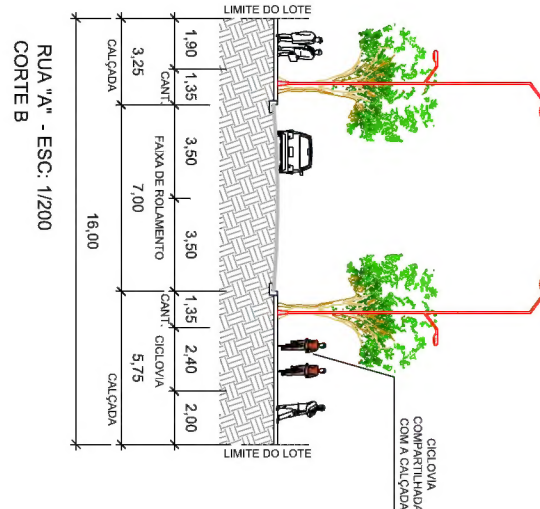 LIMITE DO LOTE
CICLOVIA
COMPARTILHADA
COM A CALÇADA
LIMITE DO LOTE
1,90
1,35
3,50
3,50
1,35
2,40
2,00
CANT.
FAIXA DE ROLAMENTO
CANT.
CICLOVIA
3,25
7,00
5,75
CALÇADA
CALÇADA
16,00
RUA "A" - ESC: 1/200
CORTE B